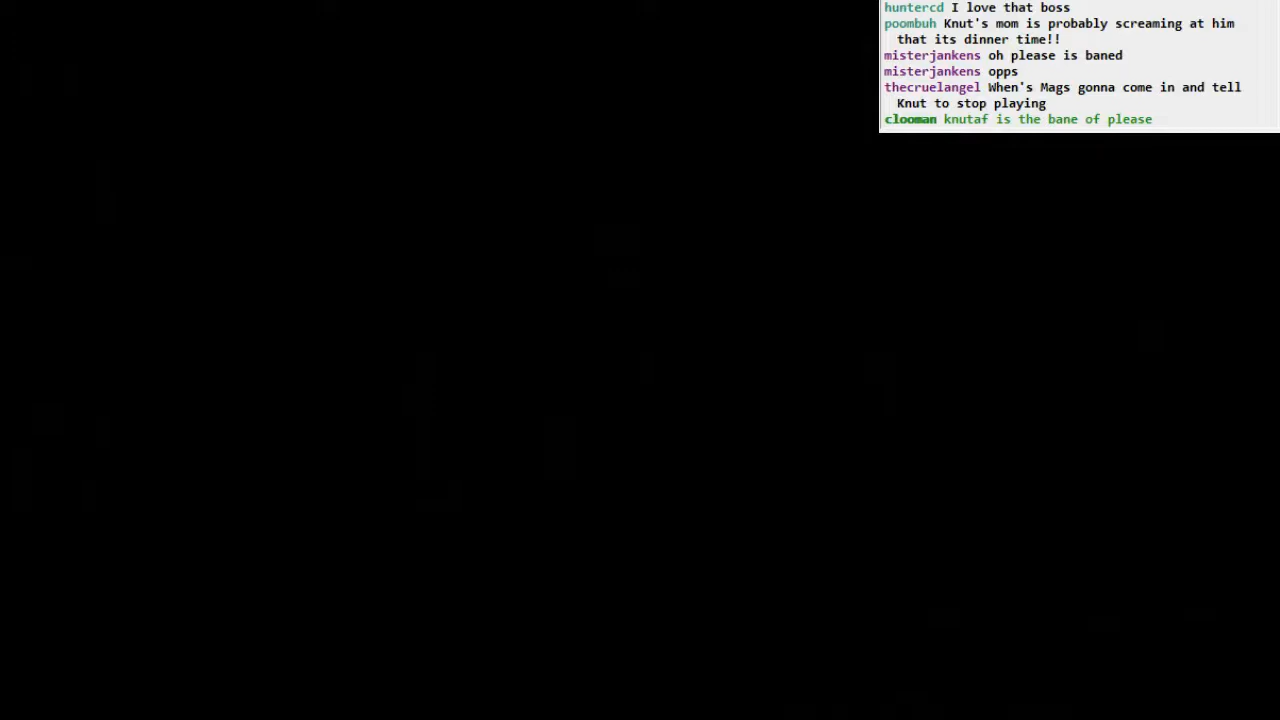 huntercd I love that boss
poombuh Knut's mom is probably screaming at him
that its dinner time!!
misterjankens oh please is baned
misterjankens opps
thecruelangel When's Mags gonna come in and tell
Knut to stop playing
clooman knutaf is the bane of please